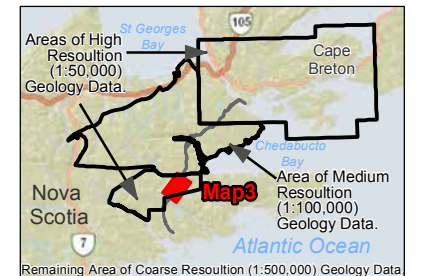 St Georges
Bay
105
Areas of High
Resoultion
(1:50,000)
Geology Data.
Cape
Breton
Chedabucto
Bay
Area of Medium
Resoultion
(1:100,000)
Geology Data.
Map3
Nova
Scotia
7
Atlantic Ocean
Remaining Area of Coarse Resoultion (1:500,000) Geology Data.